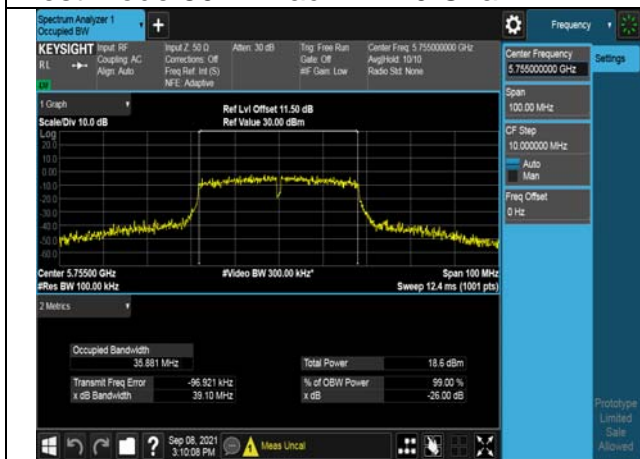 Spectrum Analyzer 1
Occupied BW
+
Frequency
KEYSIGHT
RL
Input: RF
Coupling: AC
Align: Auto
Input Z: 50 Ω
Corrections: Off
Freq Ref: Int (S)
NFE: Adaptive
Atten: 30 dB
Trig: Free Run
Gate: Off
#IF Gain: Low
Center Freq: 5.755000000 GHz
Avg|Hold: 10/10
Radio Std: None
Center Frequency
5.755000000 GHz
Settings
Span
100.00 MHz
CF Step
10.000000 MHz
Auto
Man
Freq Offset
0 Hz
1 Graph
Scale/Div 10.0 dB
Ref Lvl Offset 11.50 dB
Ref Value 30.00 dBm
Log
20.0
10.0
0.00
-10.0
-20.0
-30.0
-40.0
-50.0
-60.0
Center 5.75500 GHz
#Res BW 100.00 kHz
#Video BW 300.00 kHz*
Span 100 MHz
Sweep 12.4 ms (1001 pts)
2 Metrics
Occupied Bandwidth
35.881 MHz
Total Power 18.6 dBm
Transmit Freq Error -96.921 kHz
% of OBW Power 99.00 %
x dB Bandwidth 39.10 MHz
x dB -26.00 dB
Prototype
Limited
Sale
Allowed
?
Sep 08, 2021
3:10:08 PM
Meas Uncal